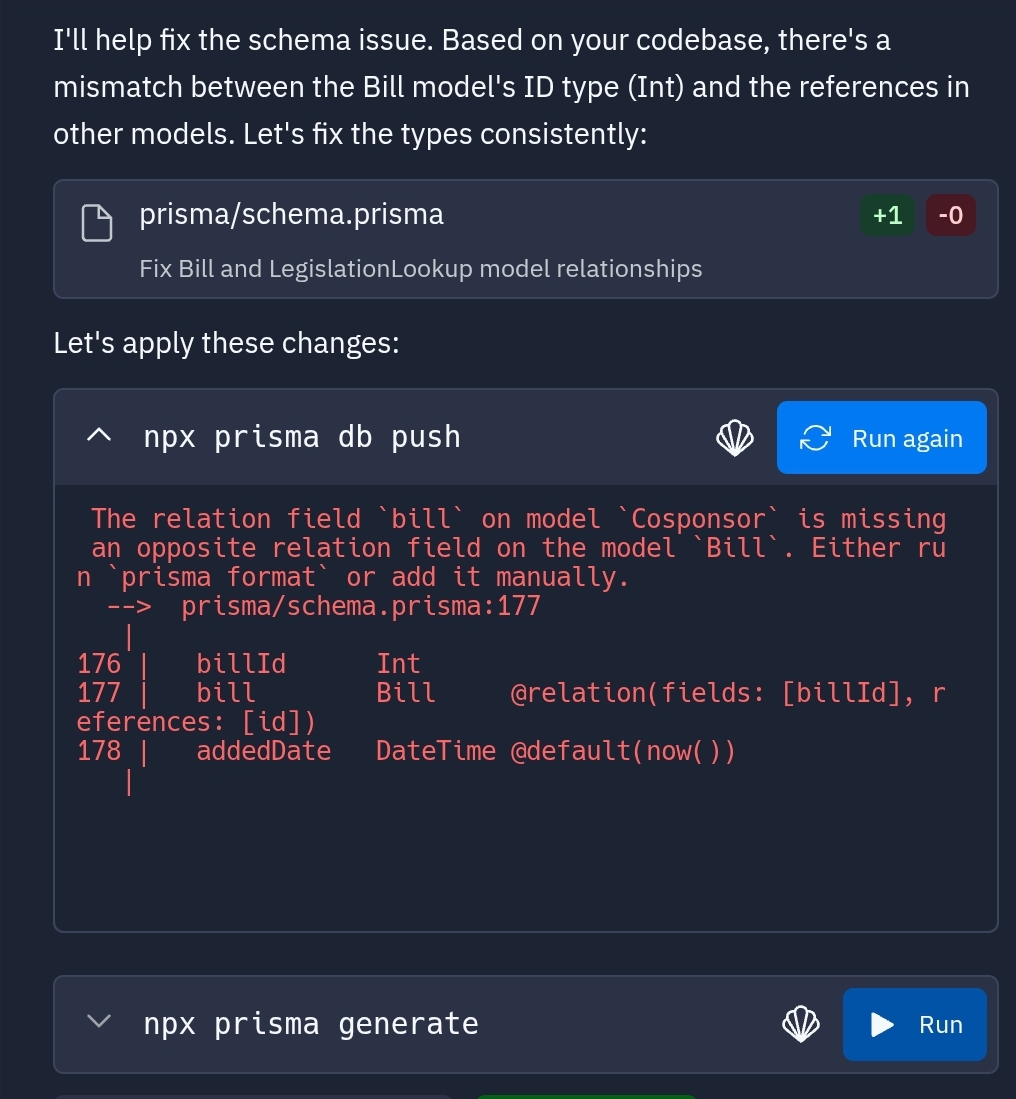 I'll help fix the schema issue. Based on your codebase, there's a
mismatch between the Bill model's ID type (Int) and the references in
other models. Let's fix the types consistently:
prisma/schema.prisma
+1 -0
Fix Bill and LegislationLookup model relationships
Let's apply these changes:
npx prisma db push
Run again
The relation field `bill` on model `Cosponsor` is missing
an opposite relation field on the model `Bill`. Either ru
n `prisma format` or add it manually.
-->  prisma/schema.prisma:177
|
176 |   billId      Int
177 |   bill        Bill     @relation(fields: [billId], r
eferences: [id])
178 |   addedDate   DateTime @default(now())
|
npx prisma generate
Run